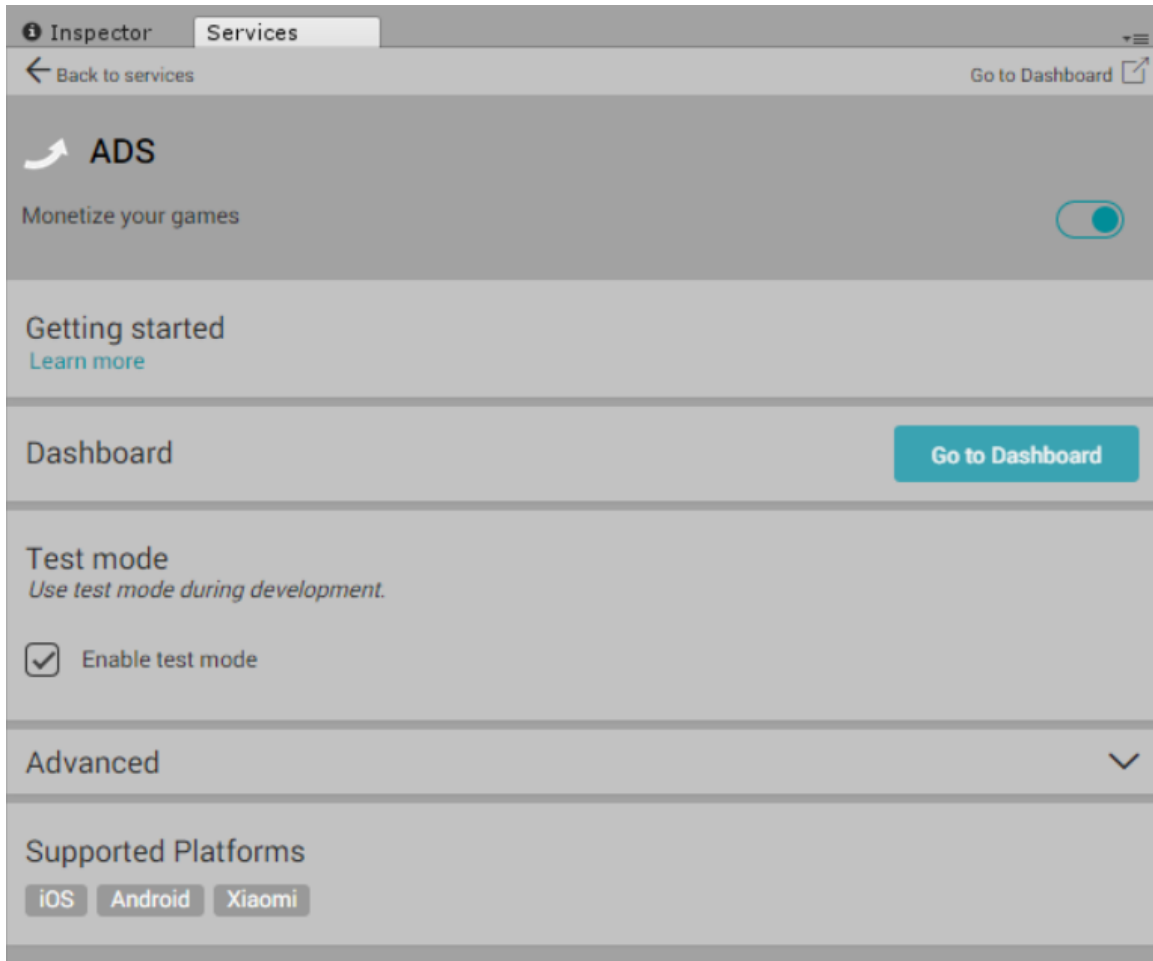 Inspector Services
Back to services Go to Dashboard
ADS
Monetize your games
Getting started
Learn more
Dashboard Go to Dashboard
Test mode
Use test mode during development.
Enable test mode
Advanced
Supported Platforms
iOS Android Xiaomi